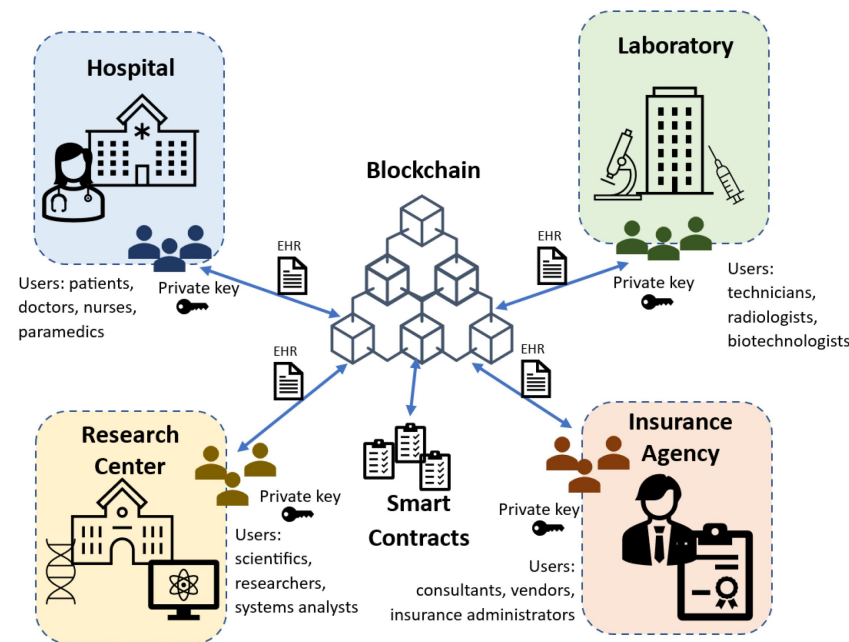 Hospital
Laboratory
Blockchain
EHR
EHR
Users: patients,
doctors, nurses,
paramedics
Private key
Private key
Users:
technicians,
radiologists,
biotechnologists
EHR
EHR
Research
Center
Insurance
Agency
Private key
Smart
Contracts
Private key
Users:
scientifics,
researchers,
systems analysts
Users:
consultants, vendors,
insurance administrators